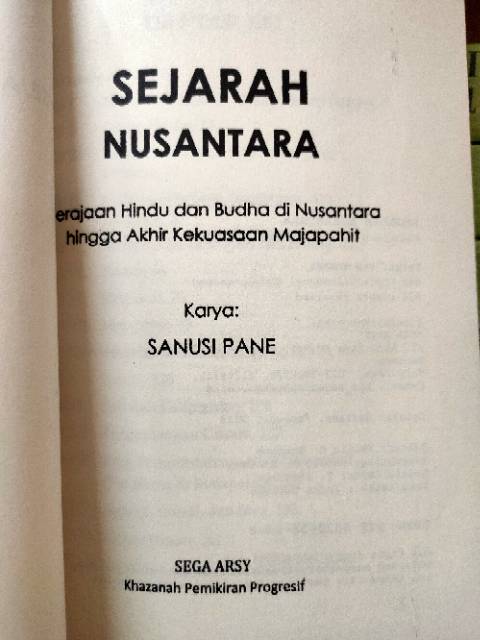 SEJARAH
NUSANTARA
erajaan Hindu dan Budha di Nusantara
hingga Akhir Kekuasaan Majapahit
Karya:
SANUSI PANE
SEGA ARSY
Khazanah Pemikiran Progresif